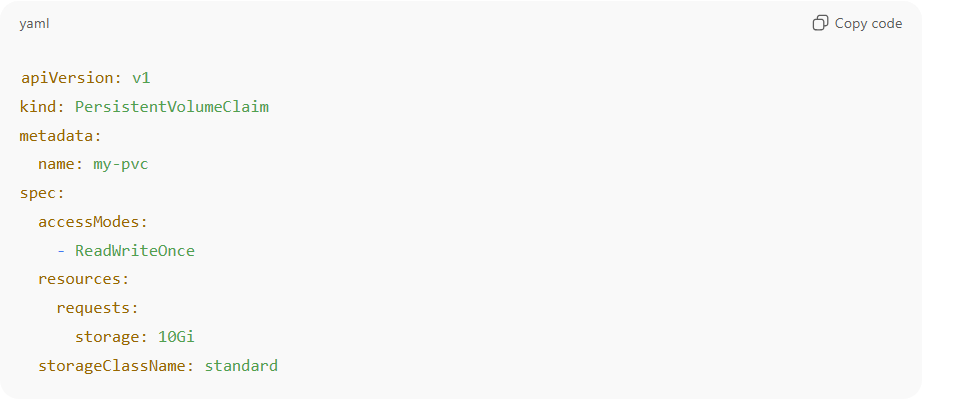 yaml
Copy code
apiVersion: v1
kind: PersistentVolumeClaim
metadata:
  name: my-pvc
spec:
  accessModes:
    - ReadWriteOnce
  resources:
    requests:
      storage: 10Gi
  storageClassName: standard